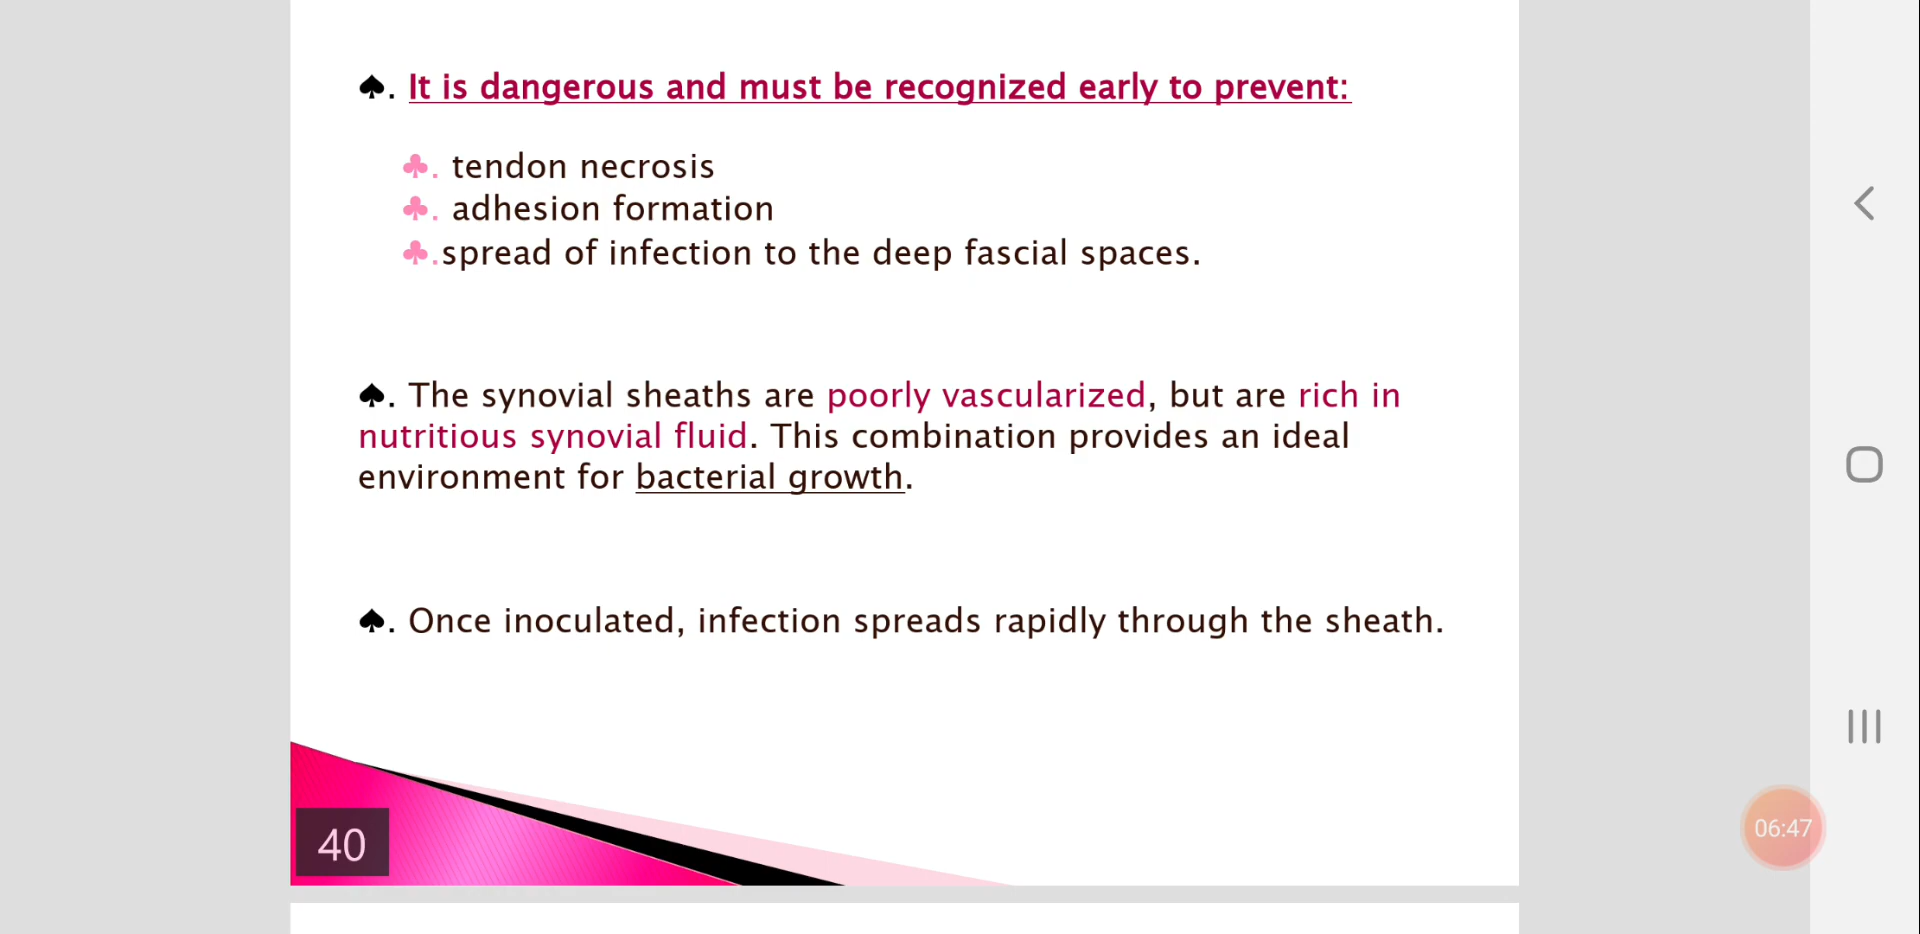 ♠. It is dangerous and must be recognized early to prevent:
♣. tendon necrosis
♣. adhesion formation
♣.spread of infection to the deep fascial spaces.
♠. The synovial sheaths are poorly vascularized, but are rich in
nutritious synovial fluid. This combination provides an ideal
environment for bacterial growth.
♠. Once inoculated, infection spreads rapidly through the sheath.
40
06:47